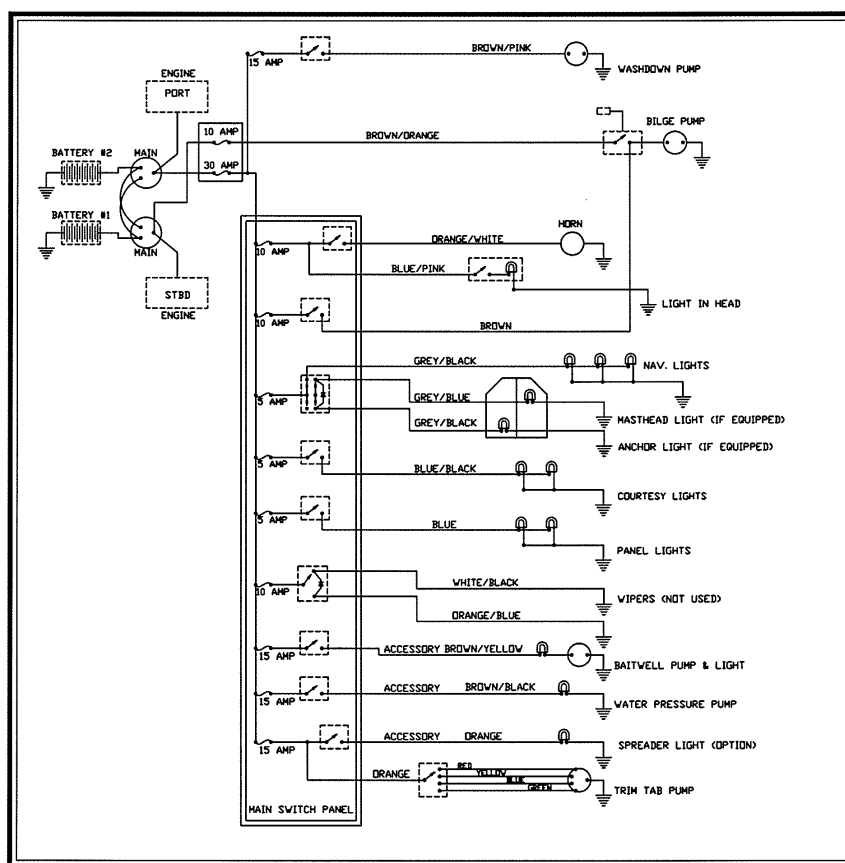 BROWN/PINK
15 AMP
WASHDOWN PUMP
ENGINE
PORT
10 AMP
BROWN/ORANGE
BILGE PUMP
BATTERY #2
MAIN
30 AMP
BATTERY #1
MAIN
STBD
ENGINE
10 AMP
ORANGE/WHITE
HORN
BLUE/PINK
LIGHT IN HEAD
10 AMP
BROWN
GREY/BLACK
NAV. LIGHTS
5 AMP
GREY/BLUE
MASTHEAD LIGHT (IF EQUIPPED)
GREY/BLACK
ANCHOR LIGHT (IF EQUIPPED)
5 AMP
BLUE/BLACK
COURTESY LIGHTS
5 AMP
BLUE
PANEL LIGHTS
10 AMP
WHITE/BLACK
WIPERS (NOT USED)
ORANGE/BLUE
15 AMP
ACCESSORY BROWN/YELLOW
BAITWELL PUMP & LIGHT
15 AMP
ACCESSORY BROWN/BLACK
WATER PRESSURE PUMP
15 AMP
ACCESSORY ORANGE
SPREADER LIGHT (OPTION)
ORANGE
RED
YELLOW
BLUE
GREEN
TRIM TAB PUMP
MAIN SWITCH PANEL